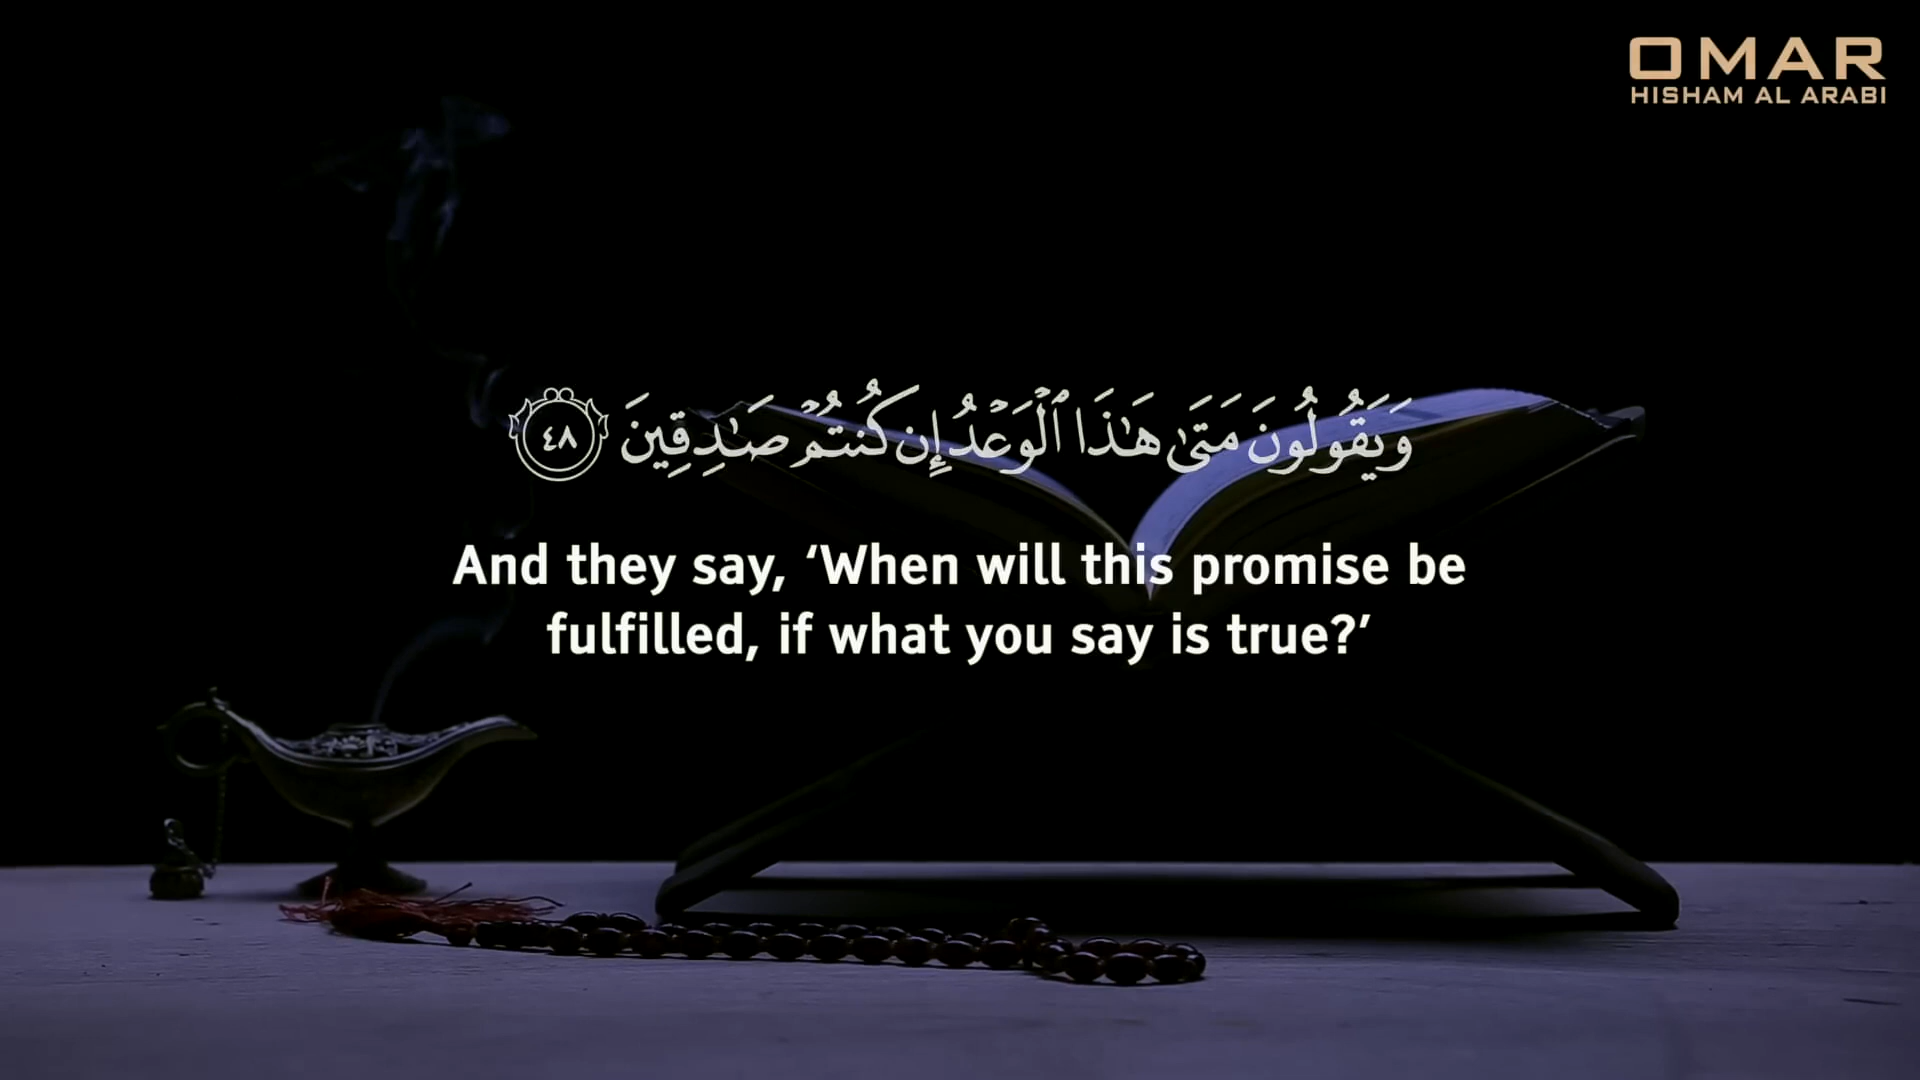 OMAR
HISHAM AL ARABI
وَيَقُولُونَ مَتَىٰ هَـٰذَا ٱلْوَعْدُ إِن كُنتُمْ صَـٰدِقِينَ ٤٨
And they say, ‘When will this promise be
fulfilled, if what you say is true?’